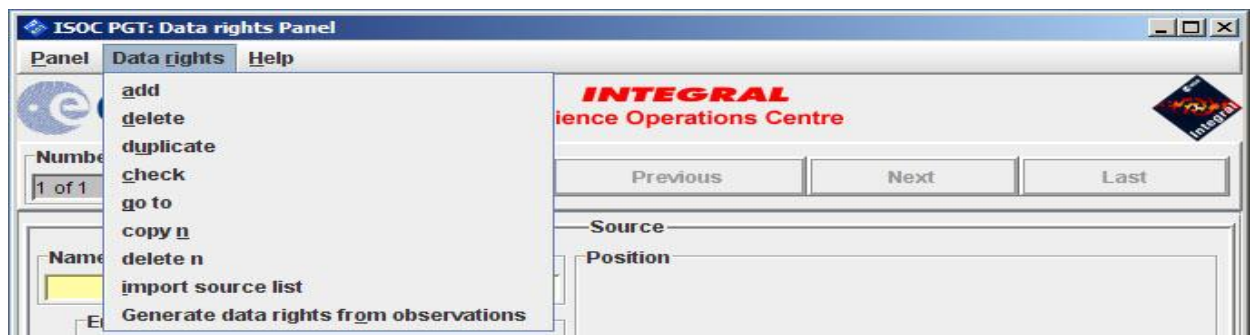 ISOC PGT: Data rights Panel
Panel Data rights Help
add
delete
duplicate
check
go to
copy n
delete n
import source list
Generate data rights from observations
INTEGRAL
ience Operations Centre
Integral
Numbe
1 of 1
Previous Next Last
Source
Name
Position